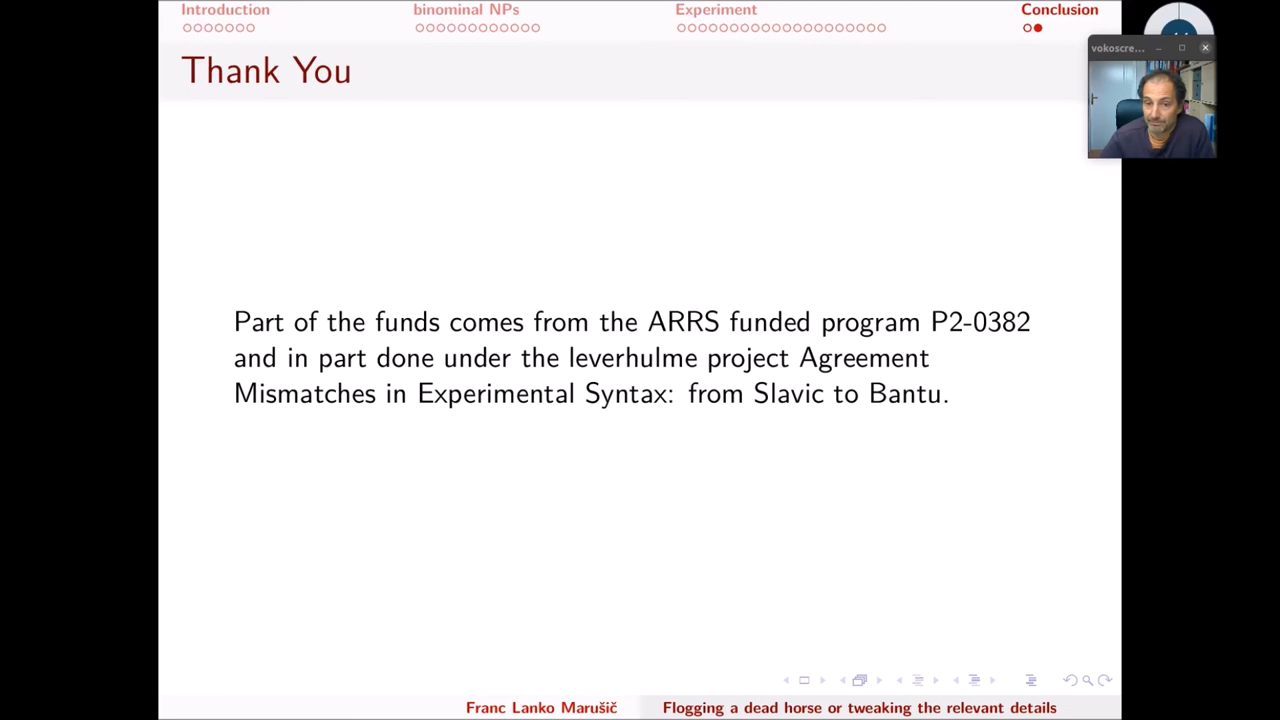 Introduction
binominal NPs
Experiment
Conclusion
vokoscre...
Thank You
Part of the funds comes from the ARRS funded program P2-0382
and in part done under the leverhulme project Agreement
Mismatches in Experimental Syntax: from Slavic to Bantu.
Franc Lanko Marušič
Flogging a dead horse or tweaking the relevant details